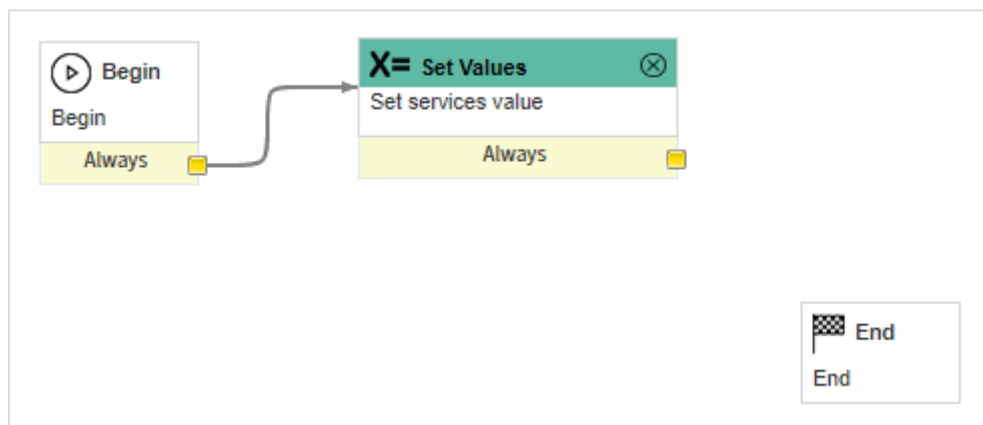 Begin
Begin
Always
X= Set Values
Set services value
Always
End
End